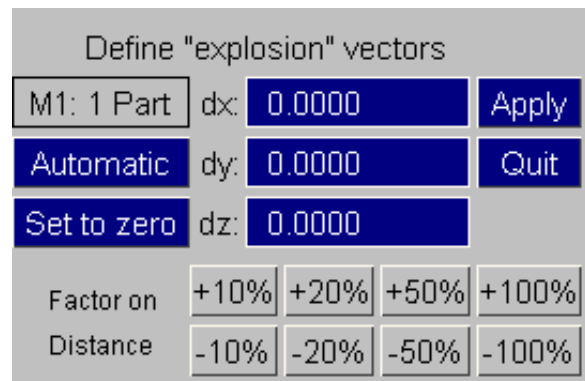 Define "explosion" vectors
M1: 1 Part dx: 0.0000 Apply
Automatic dy: 0.0000 Quit
Set to zero dz: 0.0000
Factor on +10% +20% +50% +100%
Distance -10% -20% -50% -100%